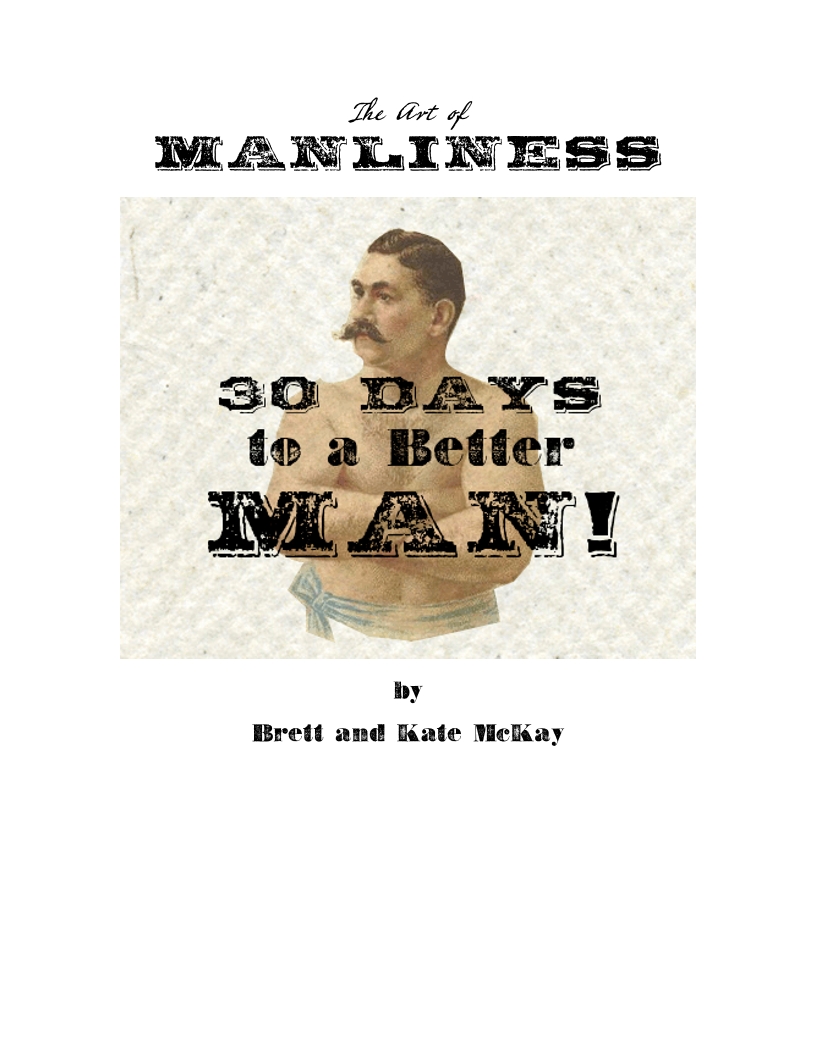 The Art of
MANLINESS
30 DAYS
to a Better
MAN!
by
Brett and Kate McKay